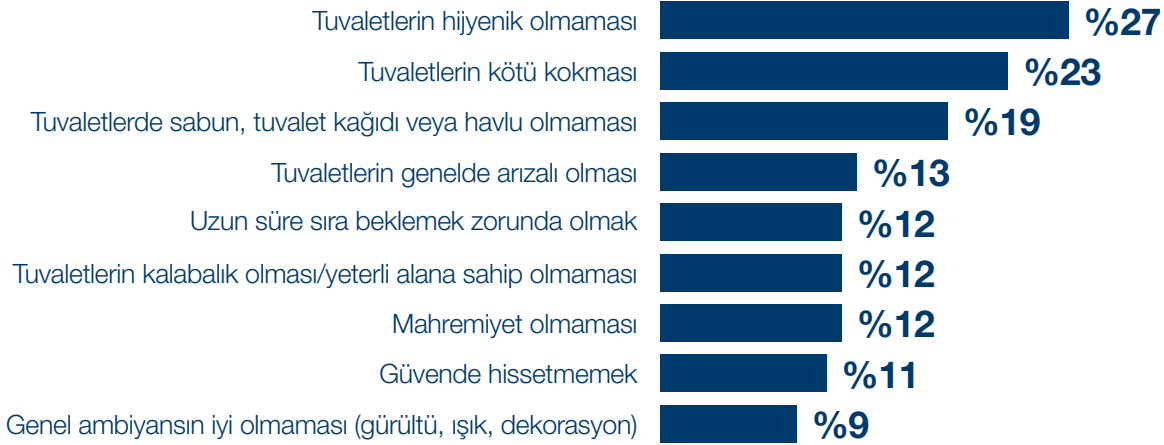 Tuvaletlerin hijyenik olmaması %27
Tuvaletlerin kötü kokması %23
Tuvaletlerde sabun, tuvalet kağıdı veya havlu olmaması %19
Tuvaletlerin genelde arızalı olması %13
Uzun süre sıra beklemek zorunda olmak %12
Tuvaletlerin kalabalık olması/yeterli alana sahip olmaması %12
Mahremiyet olmaması %12
Güvende hissetmemek %11
Genel ambiyansın iyi olmaması (gürültü, ışık, dekorasyon) %9